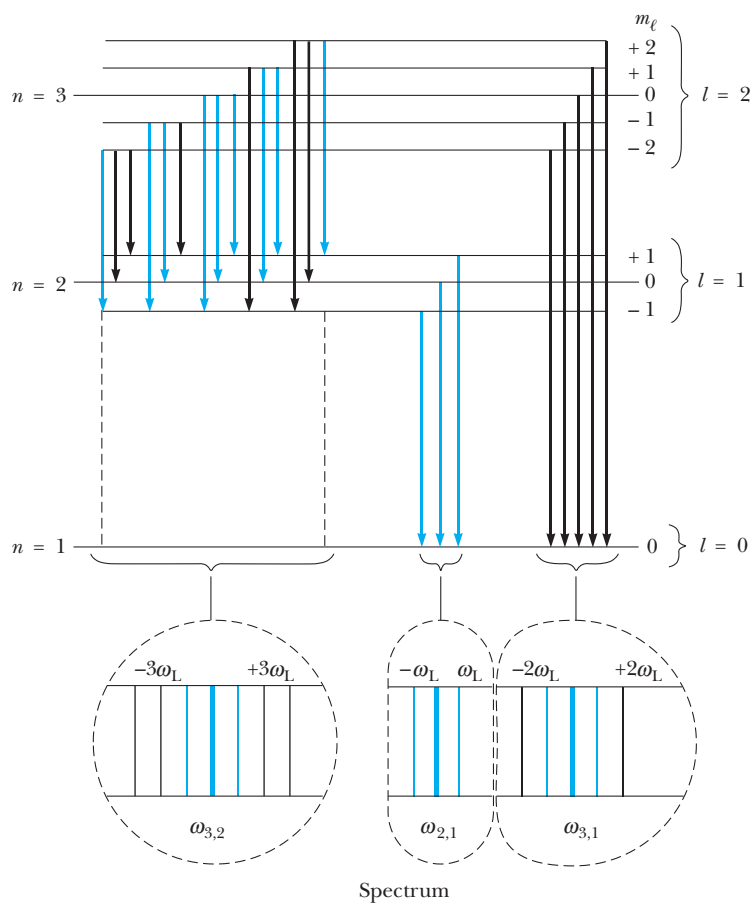 mℓ
+ 2
+ 1
n = 3 0 l = 2
− 1
− 2
+ 1
n = 2 0 l = 1
− 1
n = 1 0 l = 0
−3ωL +3ωL −ωL ωL −2ωL +2ωL
ω3,2 ω2,1 ω3,1
Spectrum